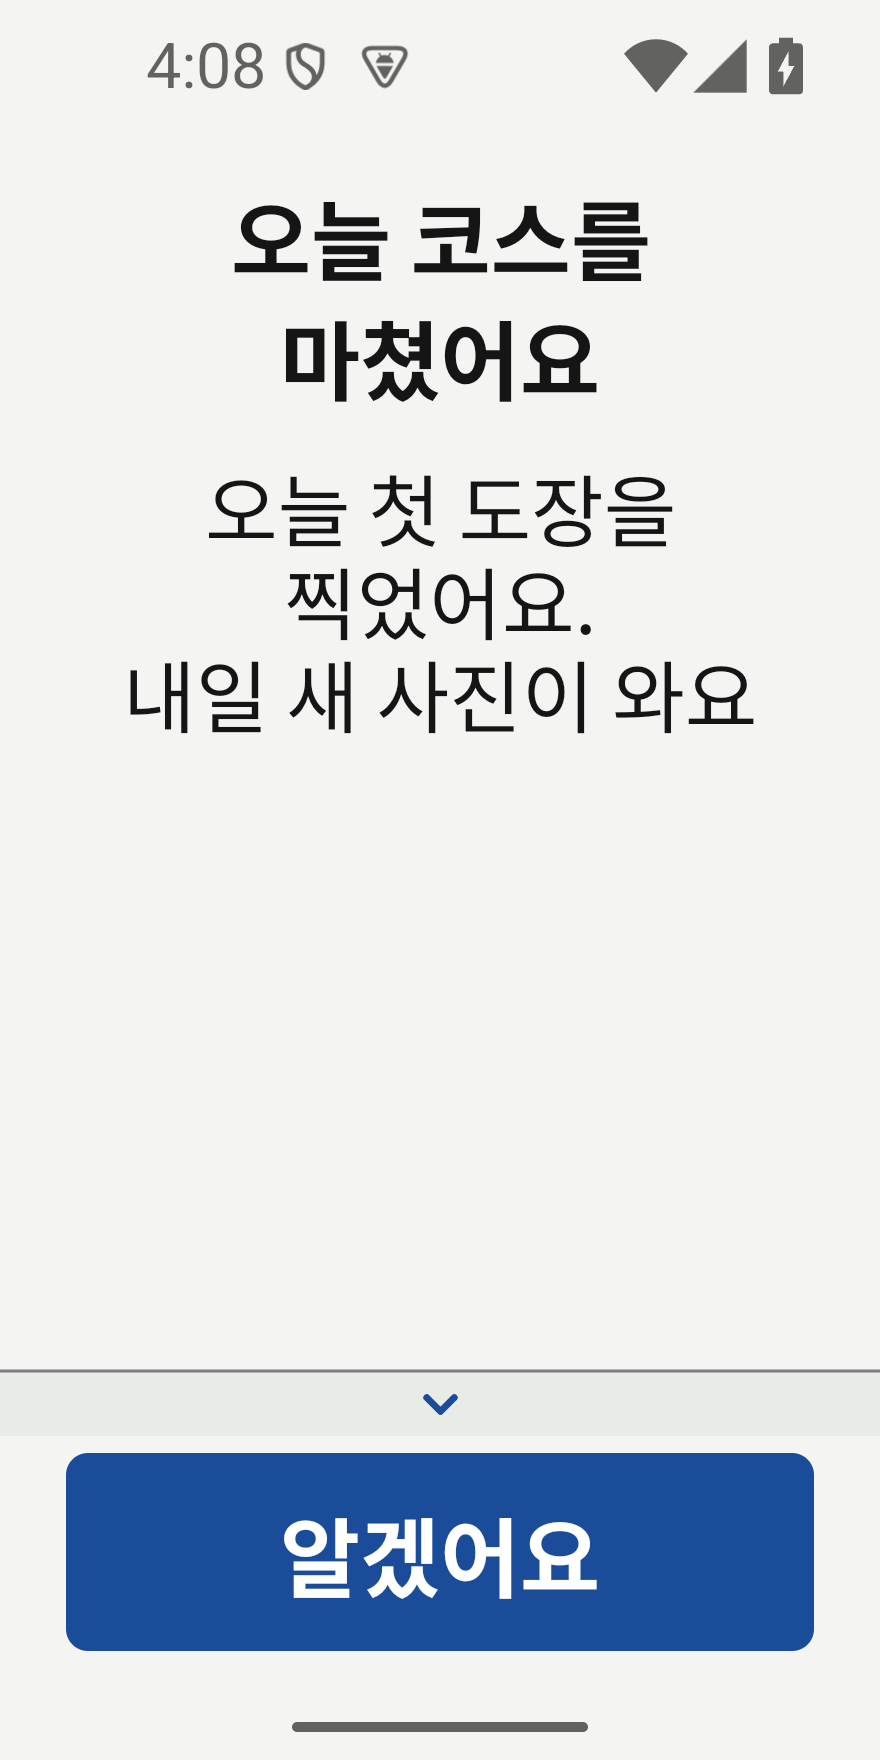 4:08
오늘 코스를
마쳤어요
오늘 첫 도장을
찍었어요.
내일 새 사진이 와요
알겠어요